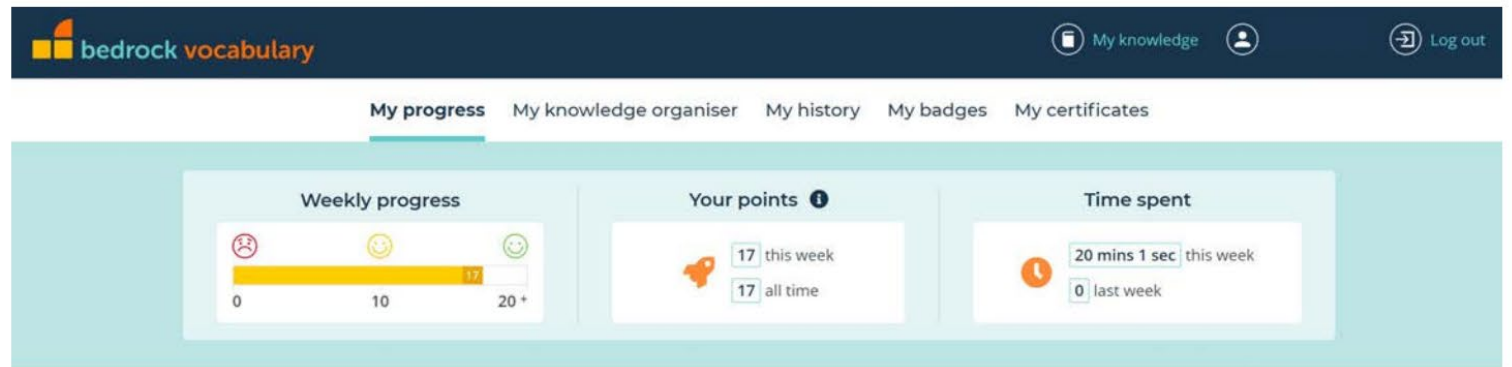 bedrock vocabulary
My knowledge
Log out
My progress My knowledge organiser My history My badges My certificates
Weekly progress
17
0 10 20 +
Your points i
17 this week
17 all time
Time spent
20 mins 1 sec this week
0 last week